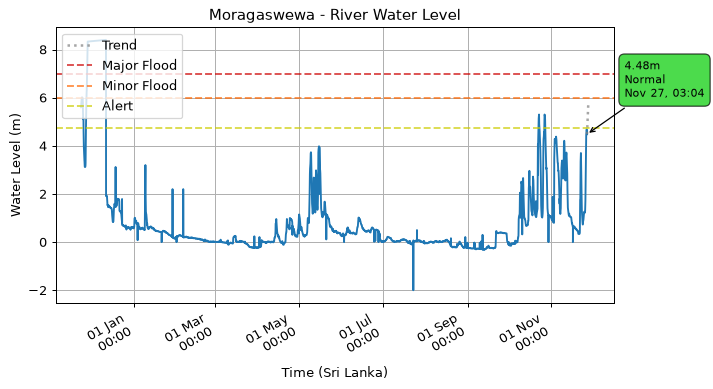 Moragaswewa - River Water Level
Trend
Major Flood
Minor Flood
Alert
4.48m
Normal
Nov 27, 03:04
Water Level (m)
8
6
4
2
0
−2
01 Jan
00:00
01 Mar
00:00
01 May
00:00
01 Jul
00:00
01 Sep
00:00
01 Nov
00:00
Time (Sri Lanka)